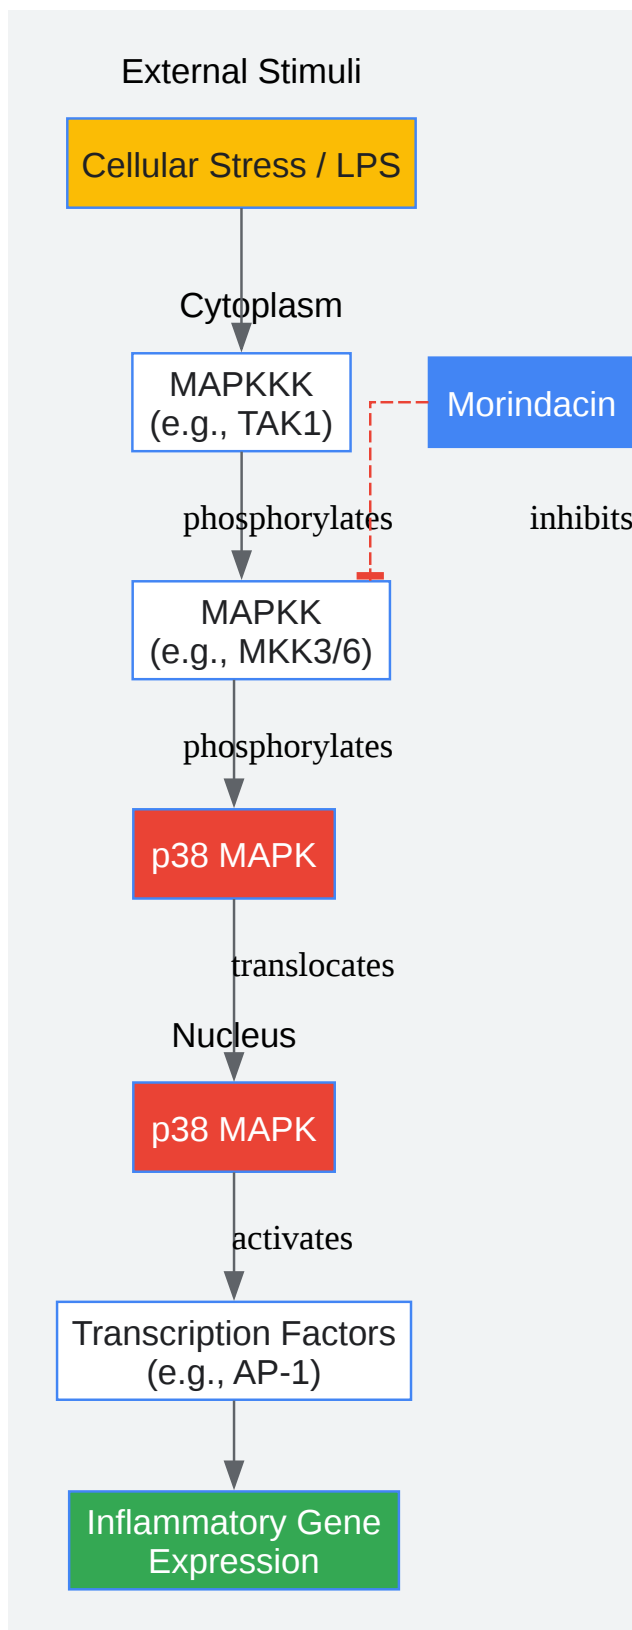 External Stimuli
Cellular Stress / LPS
Cytoplasm
MAPKKK
(e.g., TAK1)
Morindacin
phosphorylates
inhibits
MAPKK
(e.g., MKK3/6)
phosphorylates
p38 MAPK
translocates
Nucleus
p38 MAPK
activates
Transcription Factors
(e.g., AP-1)
Inflammatory Gene
Expression